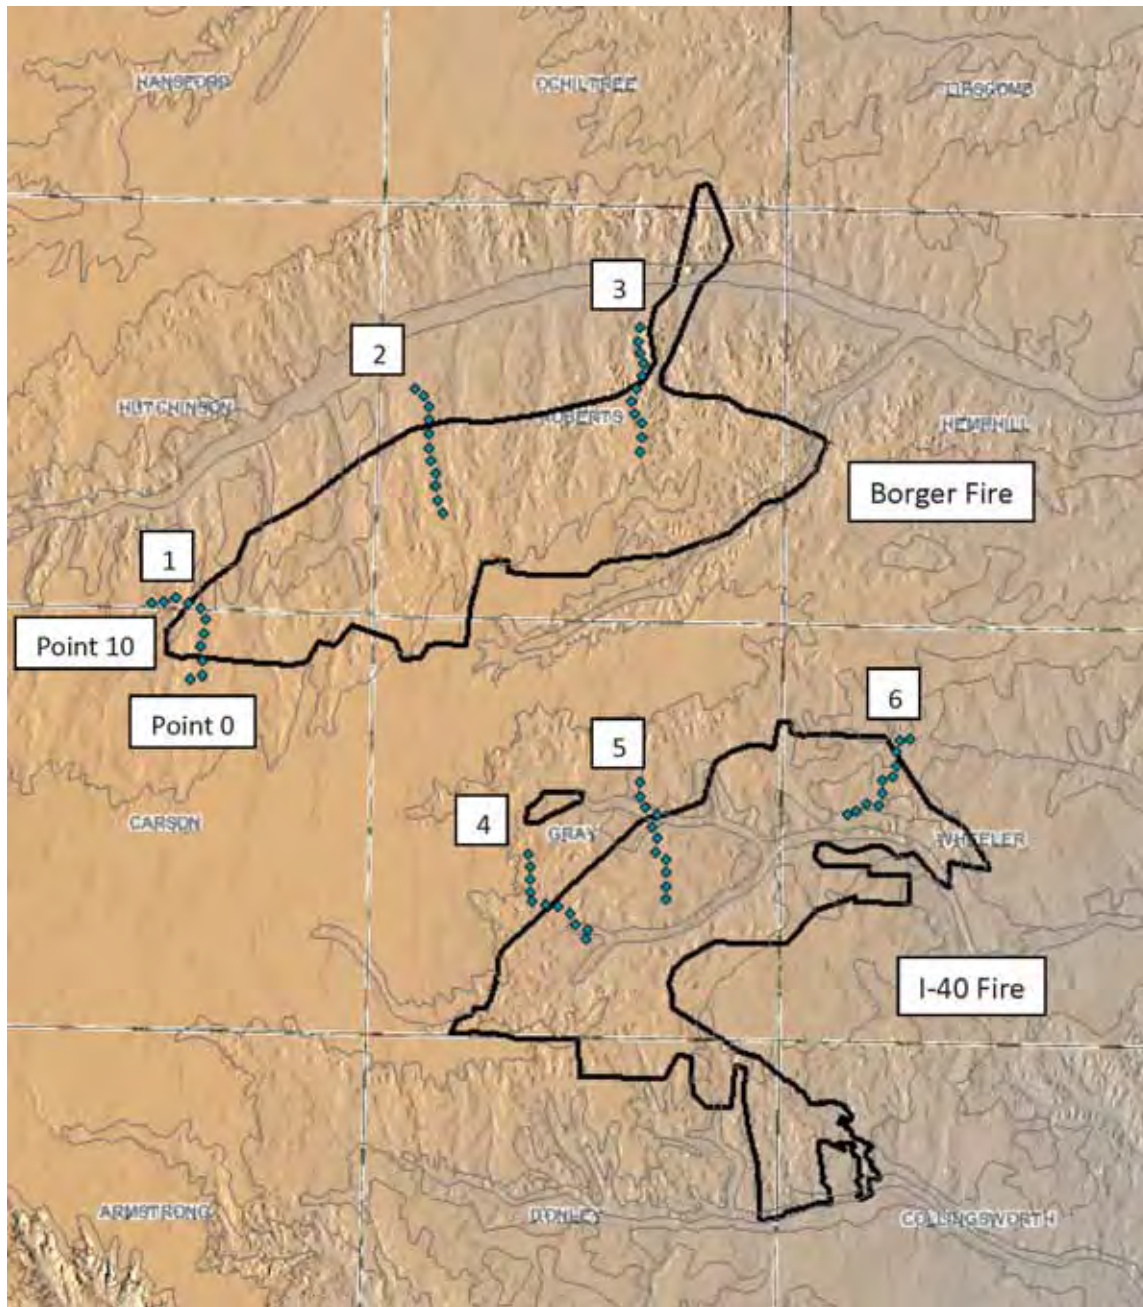 HANSFORD
OCHILTREE
LIPSCOMB
3
2
HUTCHINSON
ROBERTS
HEMPHILL
Borger Fire
1
Point 10
Point 0
6
5
4
CARSON
GRAY
WHEELER
I-40 Fire
ARMSTRONG
DONLEY
COLLINGSWORTH